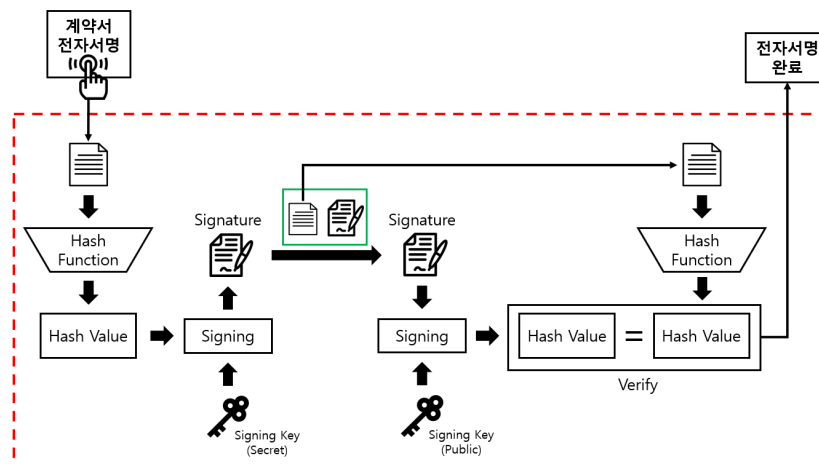 계약서
전자서명
전자서명
완료
Signature
Signature
Hash
Function
Hash
Function
Hash Value
Signing
Signing
Hash Value
=
Hash Value
Verify
Signing Key
(Secret)
Signing Key
(Public)